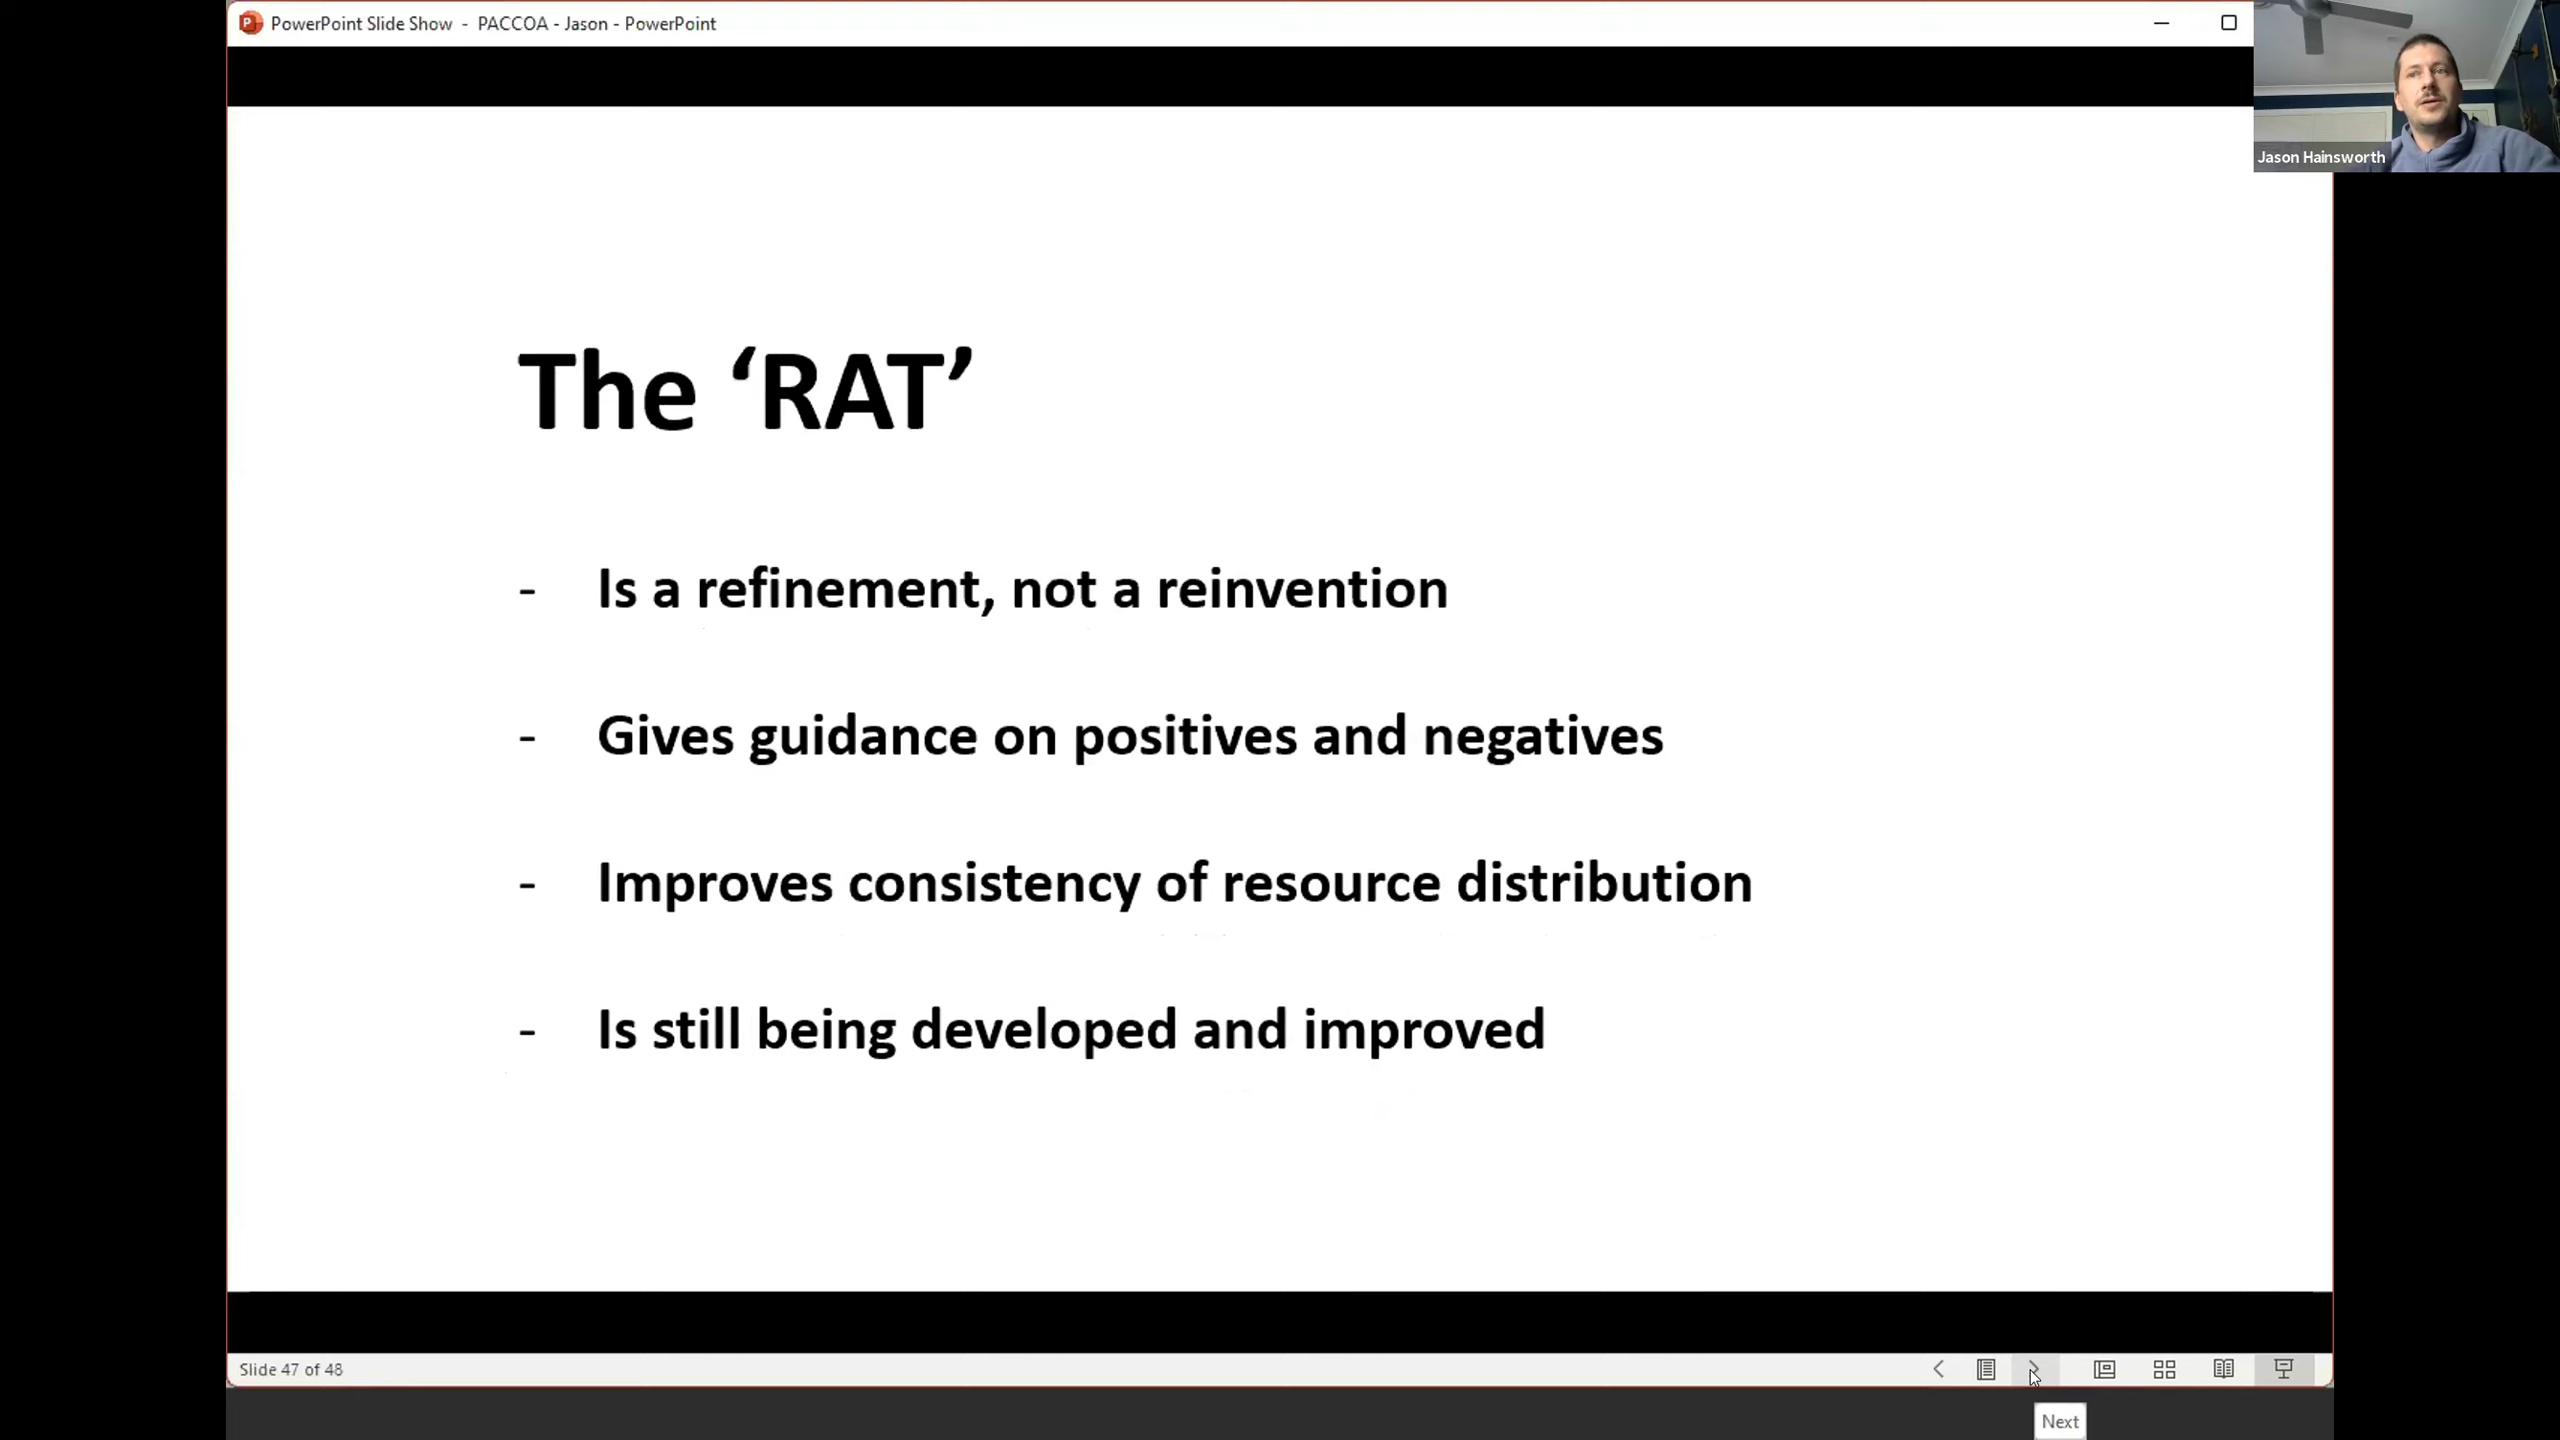 PowerPoint Slide Show - PACCOA - Jason - PowerPoint
Jason Hainsworth
The ‘RAT’
- Is a refinement, not a reinvention
- Gives guidance on positives and negatives
- Improves consistency of resource distribution
- Is still being developed and improved
Slide 47 of 48
Next